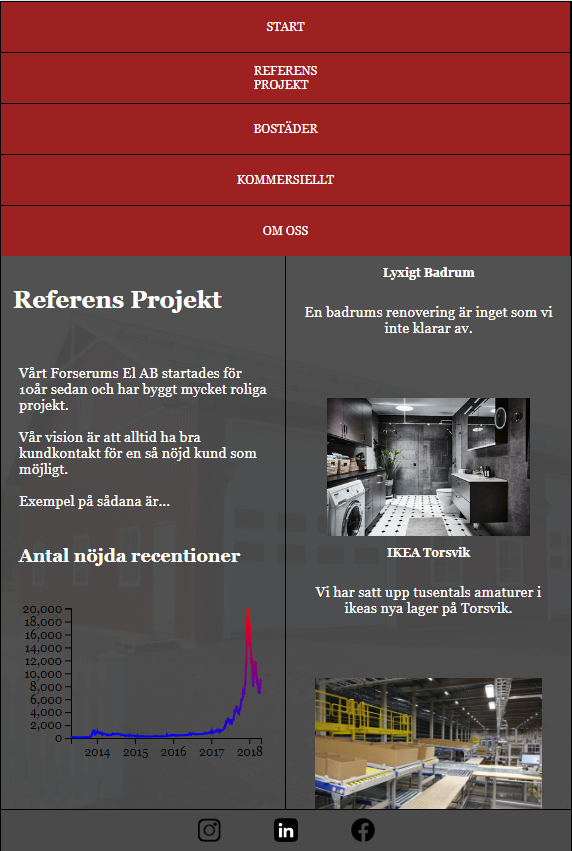 START
REFERENS
PROJEKT
BOSTÄDER
KOMMERSIELLT
OM OSS
Referens Projekt
Vårt Forserums El AB startades för
10år sedan och har byggt mycket roliga
projekt.
Vår vision är att alltid ha bra
kundkontakt för en så nöjd kund som
möjligt.
Exempel på sådana är...
Antal nöjda recentioner
20,000
18,000
16,000
14,000
12,000
10,000
8,000
6,000
4,000
2,000
0
2014 2015 2016 2017 2018
Lyxigt Badrum
En badrums renovering är inget som vi
inte klarar av.
IKEA Torsvik
Vi har satt upp tusentals amaturer i
ikeas nya lager på Torsvik.
in